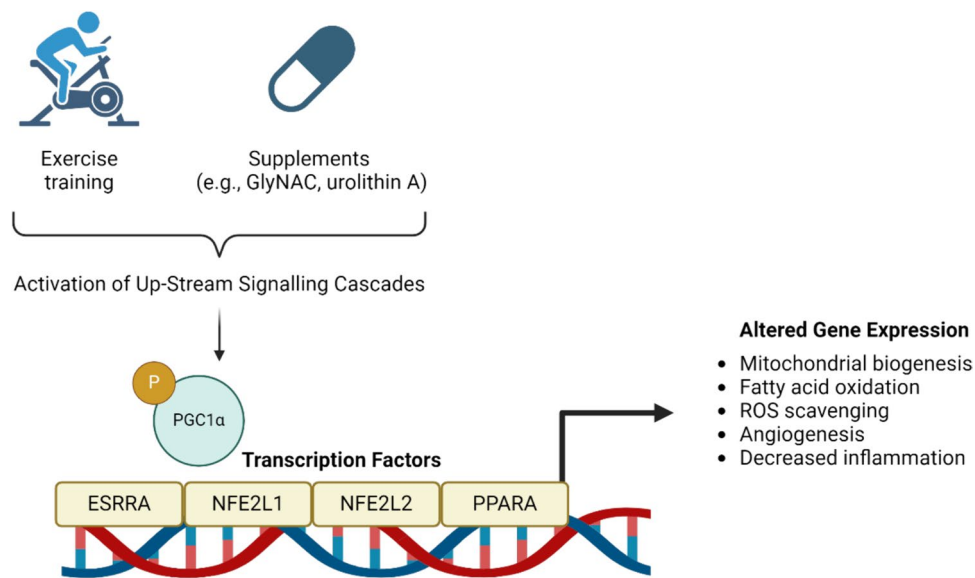 Exercise
training
Supplements
(e.g., GlyNAC, urolithin A)
Activation of Up-Stream Signalling Cascades
P
PGC1α
Transcription Factors
ESRRA
NFE2L1
NFE2L2
PPARA
Altered Gene Expression
• Mitochondrial biogenesis
• Fatty acid oxidation
• ROS scavenging
• Angiogenesis
• Decreased inflammation